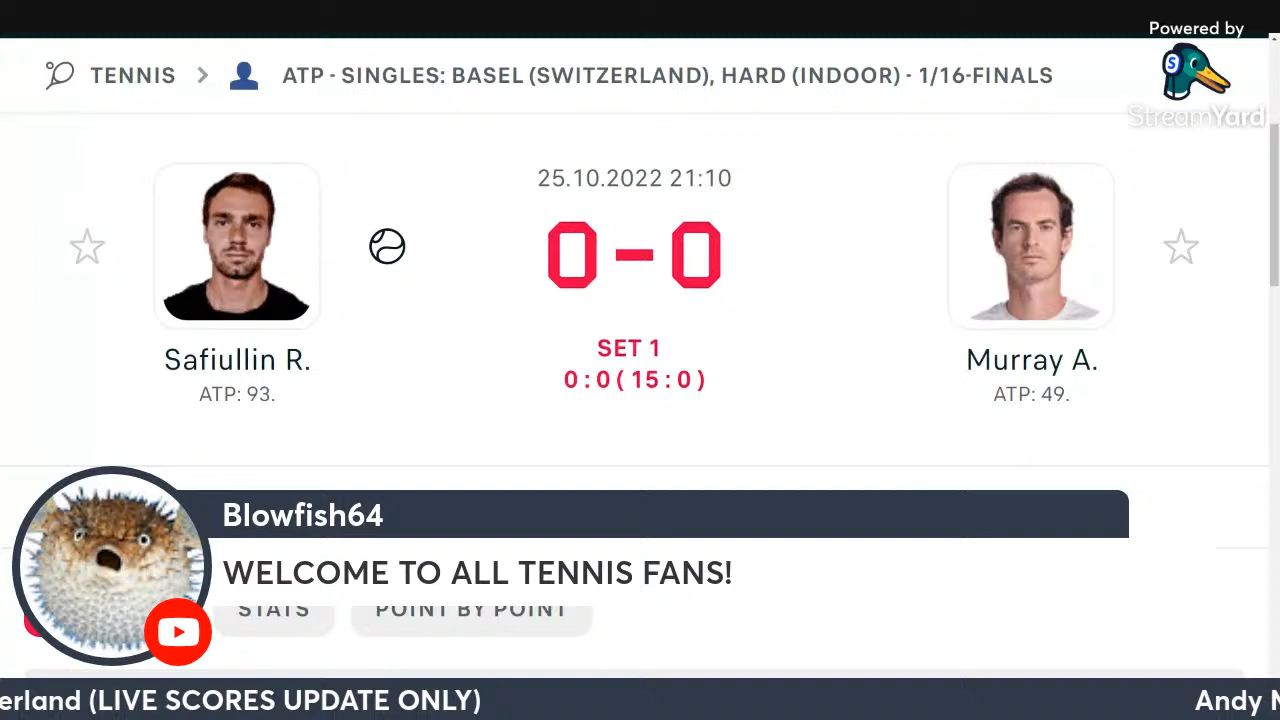 Powered by
TENNIS > ATP - SINGLES: BASEL (SWITZERLAND), HARD (INDOOR) - 1/16-FINALS
S
StreamYard
25.10.2022 21:10
0 - 0
SET 1
0 : 0 ( 15 : 0 )
Safiullin R.
ATP: 93.
Murray A.
ATP: 49.
Blowfish64
WELCOME TO ALL TENNIS FANS!
STATS POINT BY POINT
erland (LIVE SCORES UPDATE ONLY) Andy M